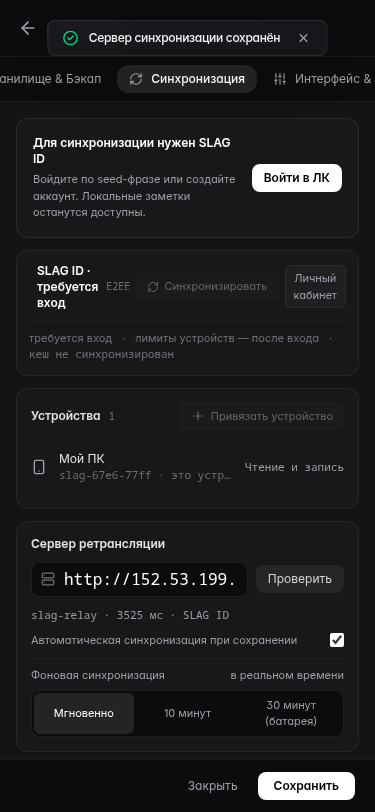 Сервер синхронизации сохранён
анилище & Бэкап
Синхронизация
Интерфейс &
Для синхронизации нужен SLAG
ID
Войдите по seed-фразе или создайте
аккаунт. Локальные заметки
останутся доступны.
Войти в ЛК
SLAG ID ·
требуется
вход
E2EE
Синхронизировать
Личный
кабинет
требуется вход · лимиты устройств — после входа ·
кеш не синхронизирован
Устройства 1
Привязать устройство
Мой ПК
slag-67e6-77ff · это устр…
Чтение и запись
Сервер ретрансляции
http://152.53.199.
Проверить
slag-relay · 3525 мс · SLAG ID
Автоматическая синхронизация при сохранении
Фоновая синхронизация
в реальном времени
Мгновенно
10 минут
30 минут
(батарея)
Закрыть
Сохранить